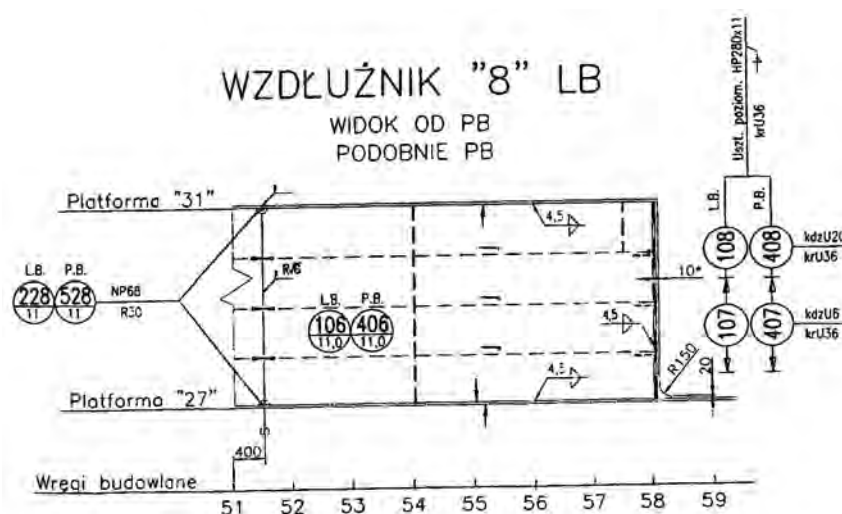 WZDŁUŻNIK "8" LB
WIDOK OD PB
PODOBNIE PB
Uszt. poziom. HP280x11
krU36
L.B. P.B.
108 408
kdzU20
krU36
107 407
kdzU6
krU36
Platforma "31"
4,5
R/6
10*
L.B. P.B.
228 528
11 11
NP68
R30
L.B. P.B.
106 406
11,0 11,0
4,5
R150
20
4,5
Platforma "27"
5
400
Wręgi budowlane
51 52 53 54 55 56 57 58 59